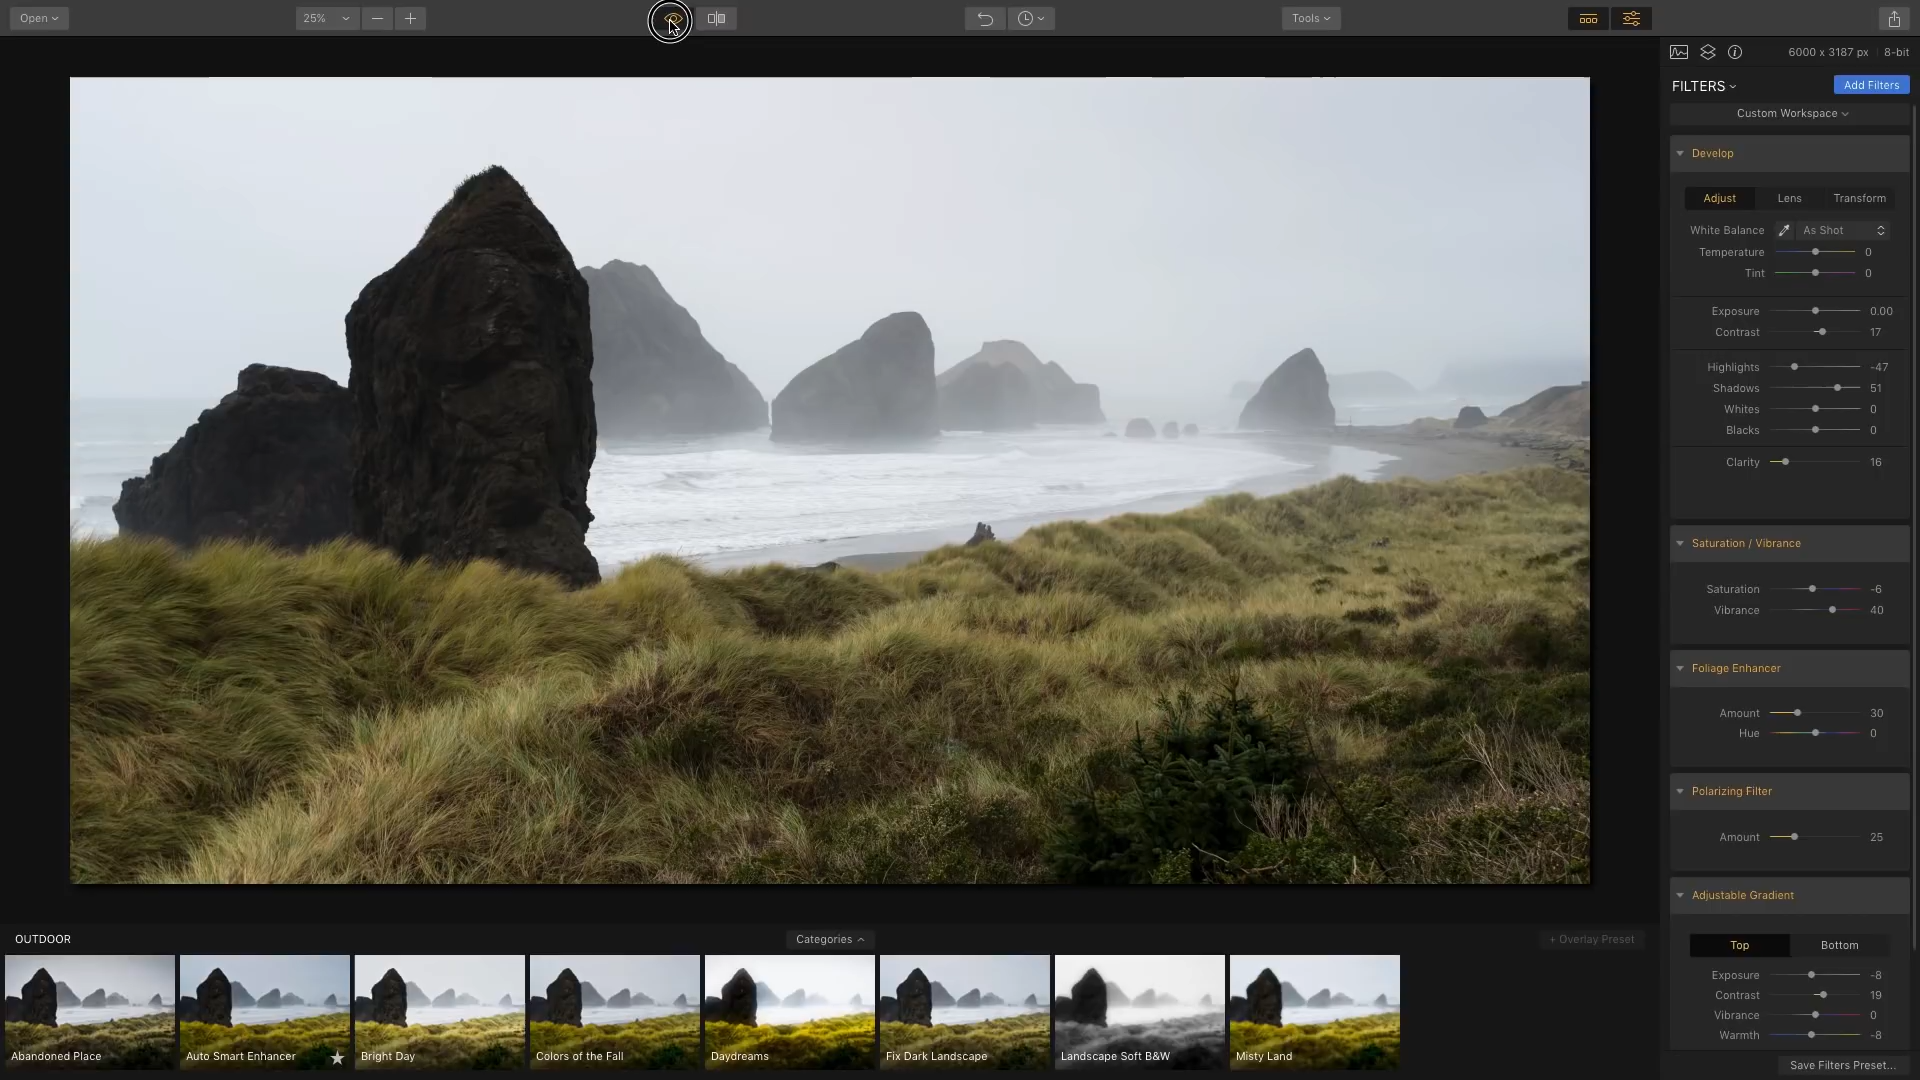 Open
25%
Tools
6000 x 3187 px 8-bit
FILTERS
Add Filters
Custom Workspace
Develop
Adjust Lens Transform
White Balance As Shot
Temperature 0
Tint 0
Exposure 0.00
Contrast 17
Highlights -47
Shadows 51
Whites 0
Blacks 0
Clarity 16
Saturation / Vibrance
Saturation -6
Vibrance 40
Foliage Enhancer
Amount 30
Hue 0
Polarizing Filter
Amount 25
Adjustable Gradient
Top Bottom
Exposure -8
Contrast 19
Vibrance 0
Warmth -8
Save Filters Preset...
OUTDOOR
Categories
+ Overlay Preset
Abandoned Place
Auto Smart Enhancer
Bright Day
Colors of the Fall
Daydreams
Fix Dark Landscape
Landscape Soft B&W
Misty Land